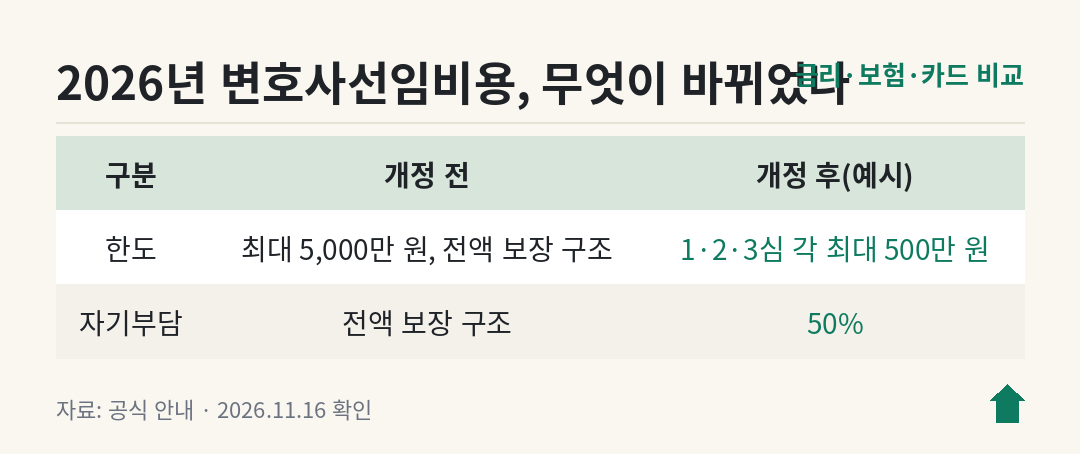 2026년 변호사선임비용, 무엇이 바뀌었다
금리·보험·카드 비교
구분 개정 전 개정 후(예시)
한도 최대 5,000만 원, 전액 보장 구조 1·2·3심 각 최대 500만 원
자기부담 전액 보장 구조 50%
자료: 공식 안내 · 2026.11.16 확인